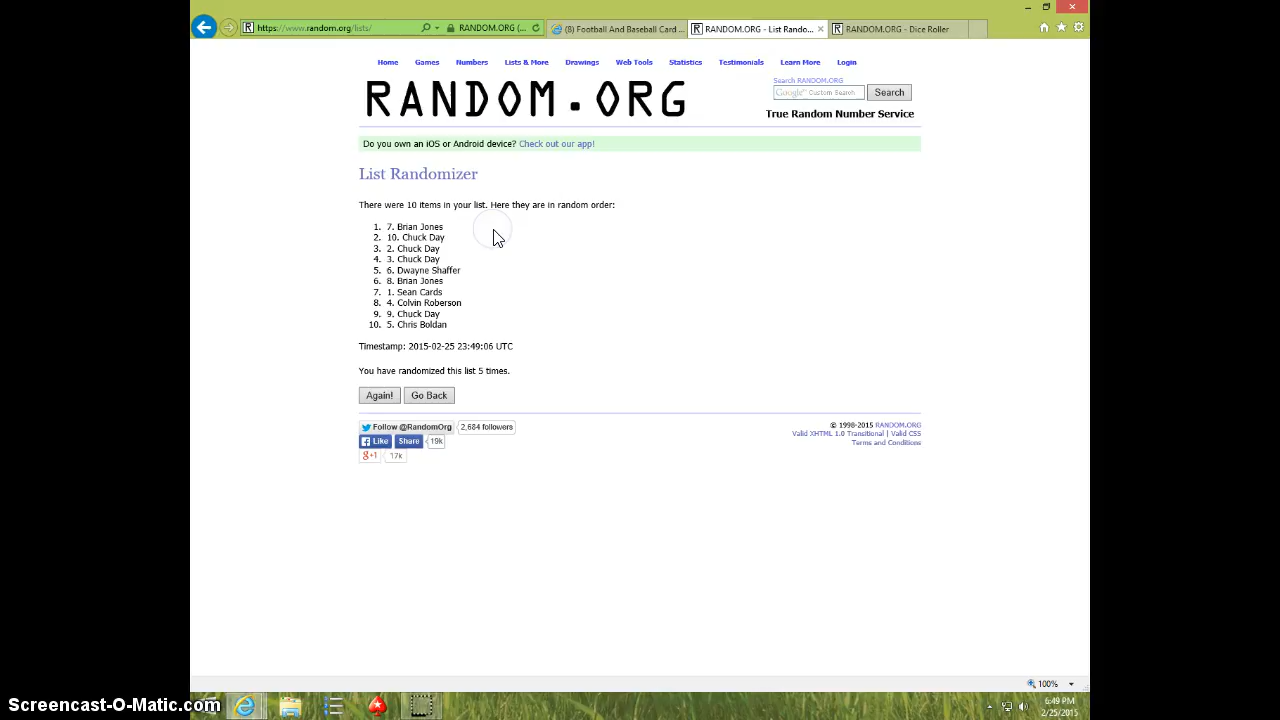 https://www.random.org/lists/
RANDOM.ORG (...
(8) Football And Baseball Card ...
RANDOM.ORG - List Rando...
RANDOM.ORG - Dice Roller
Home Games Numbers Lists & More Drawings Web Tools Statistics Testimonials Learn More Login
Search RANDOM.ORG
Google™ Custom Search Search
RANDOM.ORG
True Random Number Service
Do you own an iOS or Android device? Check out our app!
List Randomizer
There were 10 items in your list. Here they are in random order:
1. 7. Brian Jones
2. 10. Chuck Day
3. 2. Chuck Day
4. 3. Chuck Day
5. 6. Dwayne Shaffer
6. 8. Brian Jones
7. 1. Sean Cards
8. 4. Colvin Roberson
9. 9. Chuck Day
10. 5. Chris Boldan
Timestamp: 2015-02-25 23:49:06 UTC
You have randomized this list 5 times.
Again! Go Back
Follow @RandomOrg 2,684 followers
Like Share 19k
g+1 17k
© 1998-2015 RANDOM.ORG
Valid XHTML 1.0 Transitional | Valid CSS
Terms and Conditions
100%
6:49 PM
2/25/2015
Screencast-O-Matic.com